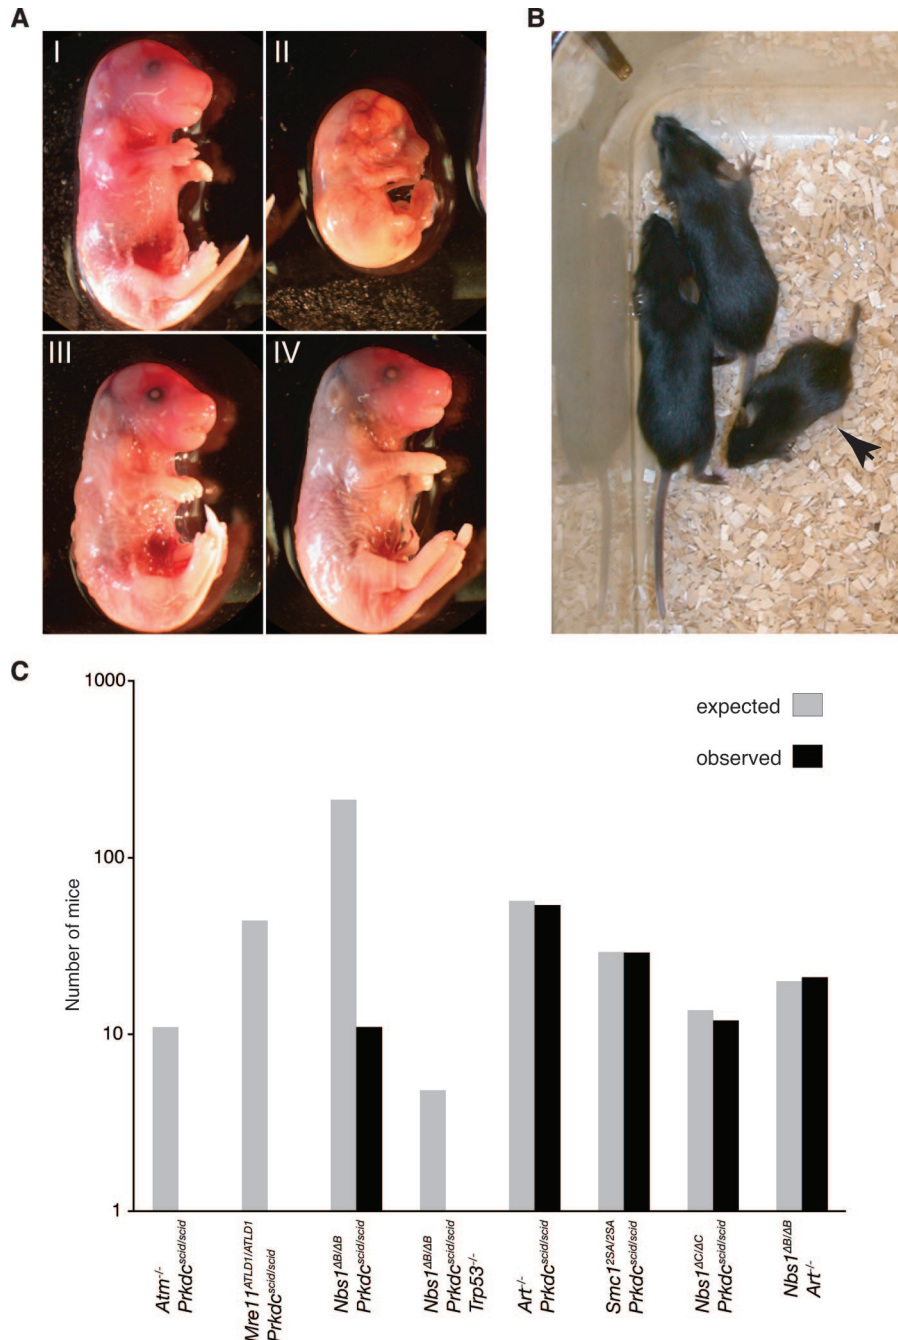 A
B
I
II
III
IV
C
1000
100
10
1
Number of mice
expected
observed
Atm-/-
Prkdcscid/scid
Mre11ATLD1/ATLD1
Prkdcscid/scid
Nbs1ΔB/ΔB
Prkdcscid/scid
Nbs1ΔB/ΔB
Prkdcscid/scid
Trp53-/-
Art-/-
Prkdcscid/scid
Smc12SA/2SA
Prkdcscid/scid
Nbs1ΔC/ΔC
Prkdcscid/scid
Nbs1ΔB/ΔB
Art-/-